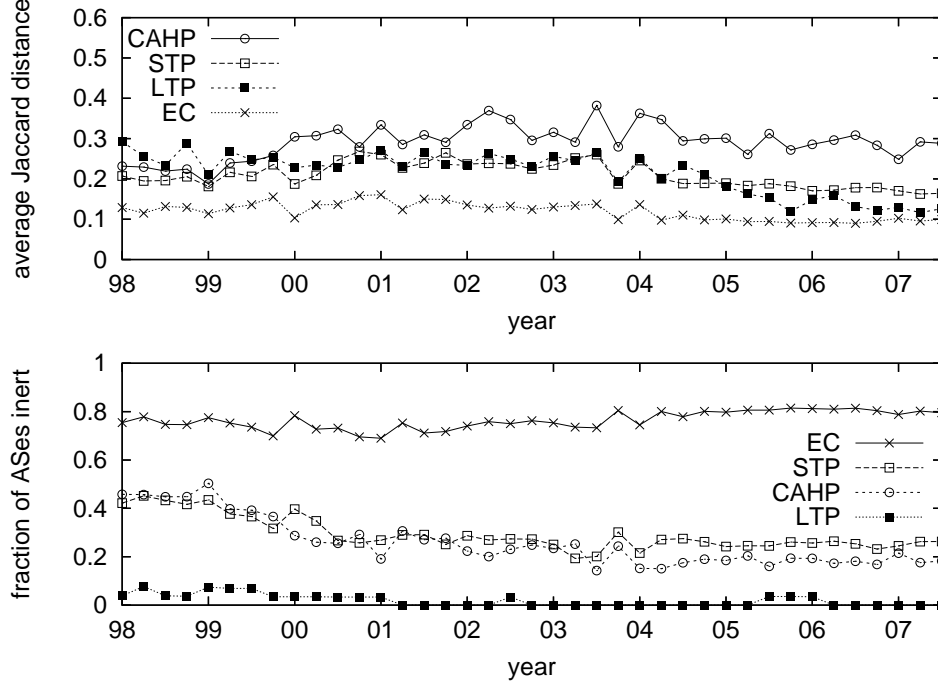 average Jaccard distance
0.6
0.5
0.4
0.3
0.2
0.1
0
CAHP
STP
LTP
EC
98 99 00 01 02 03 04 05 06 07
year
fraction of ASes inert
1
0.8
0.6
0.4
0.2
0
EC
STP
CAHP
LTP
98 99 00 01 02 03 04 05 06 07
year